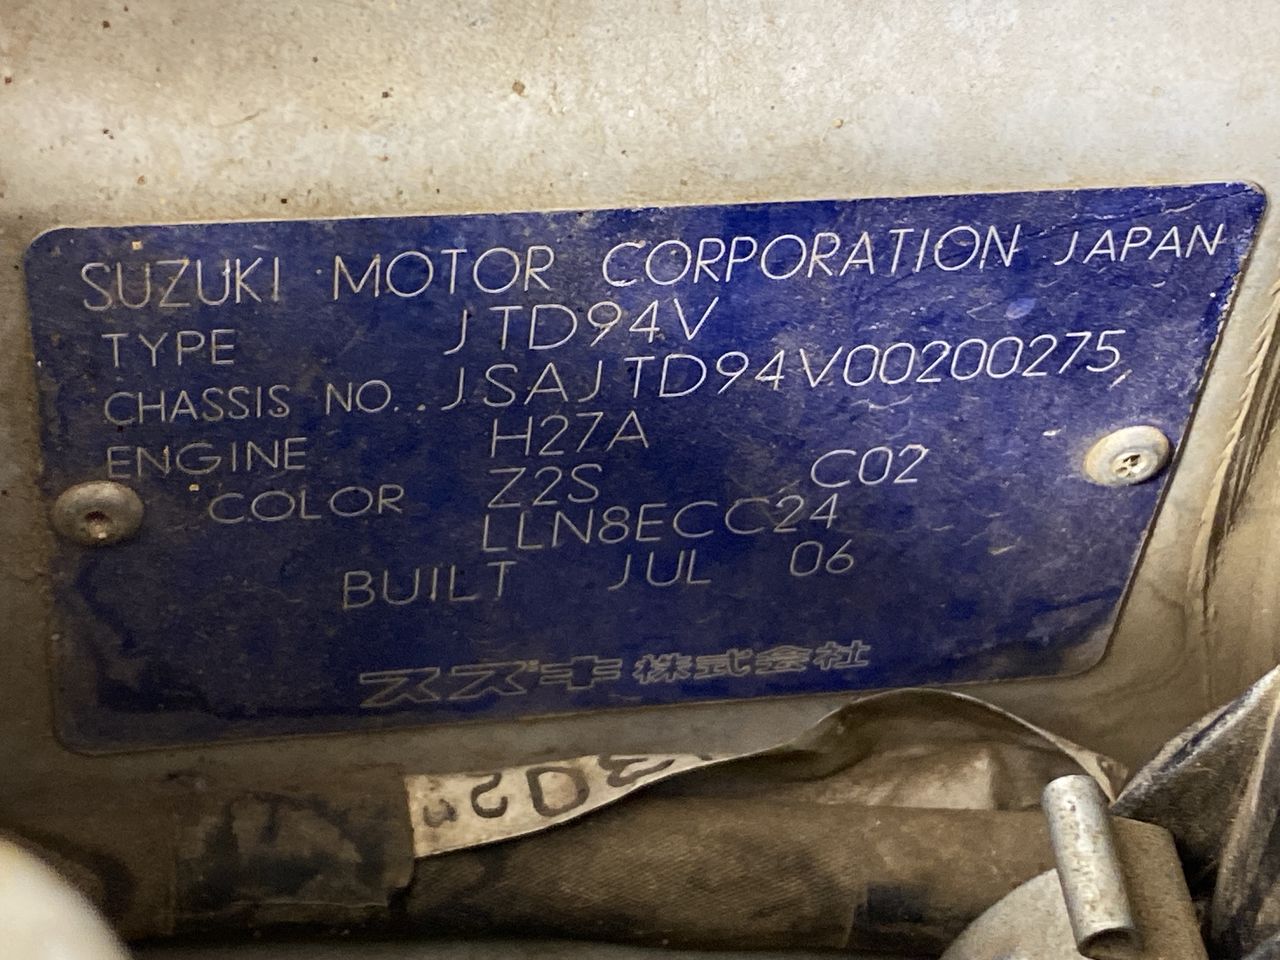 SUZUKI MOTOR CORPORATION JAPAN
TYPE JTD94V
CHASSIS NO... JSAJTD94V00200275
ENGINE H27A
COLOR Z2S C02
LLN8ECC24
BUILT JUL 06
スズキ株式会社